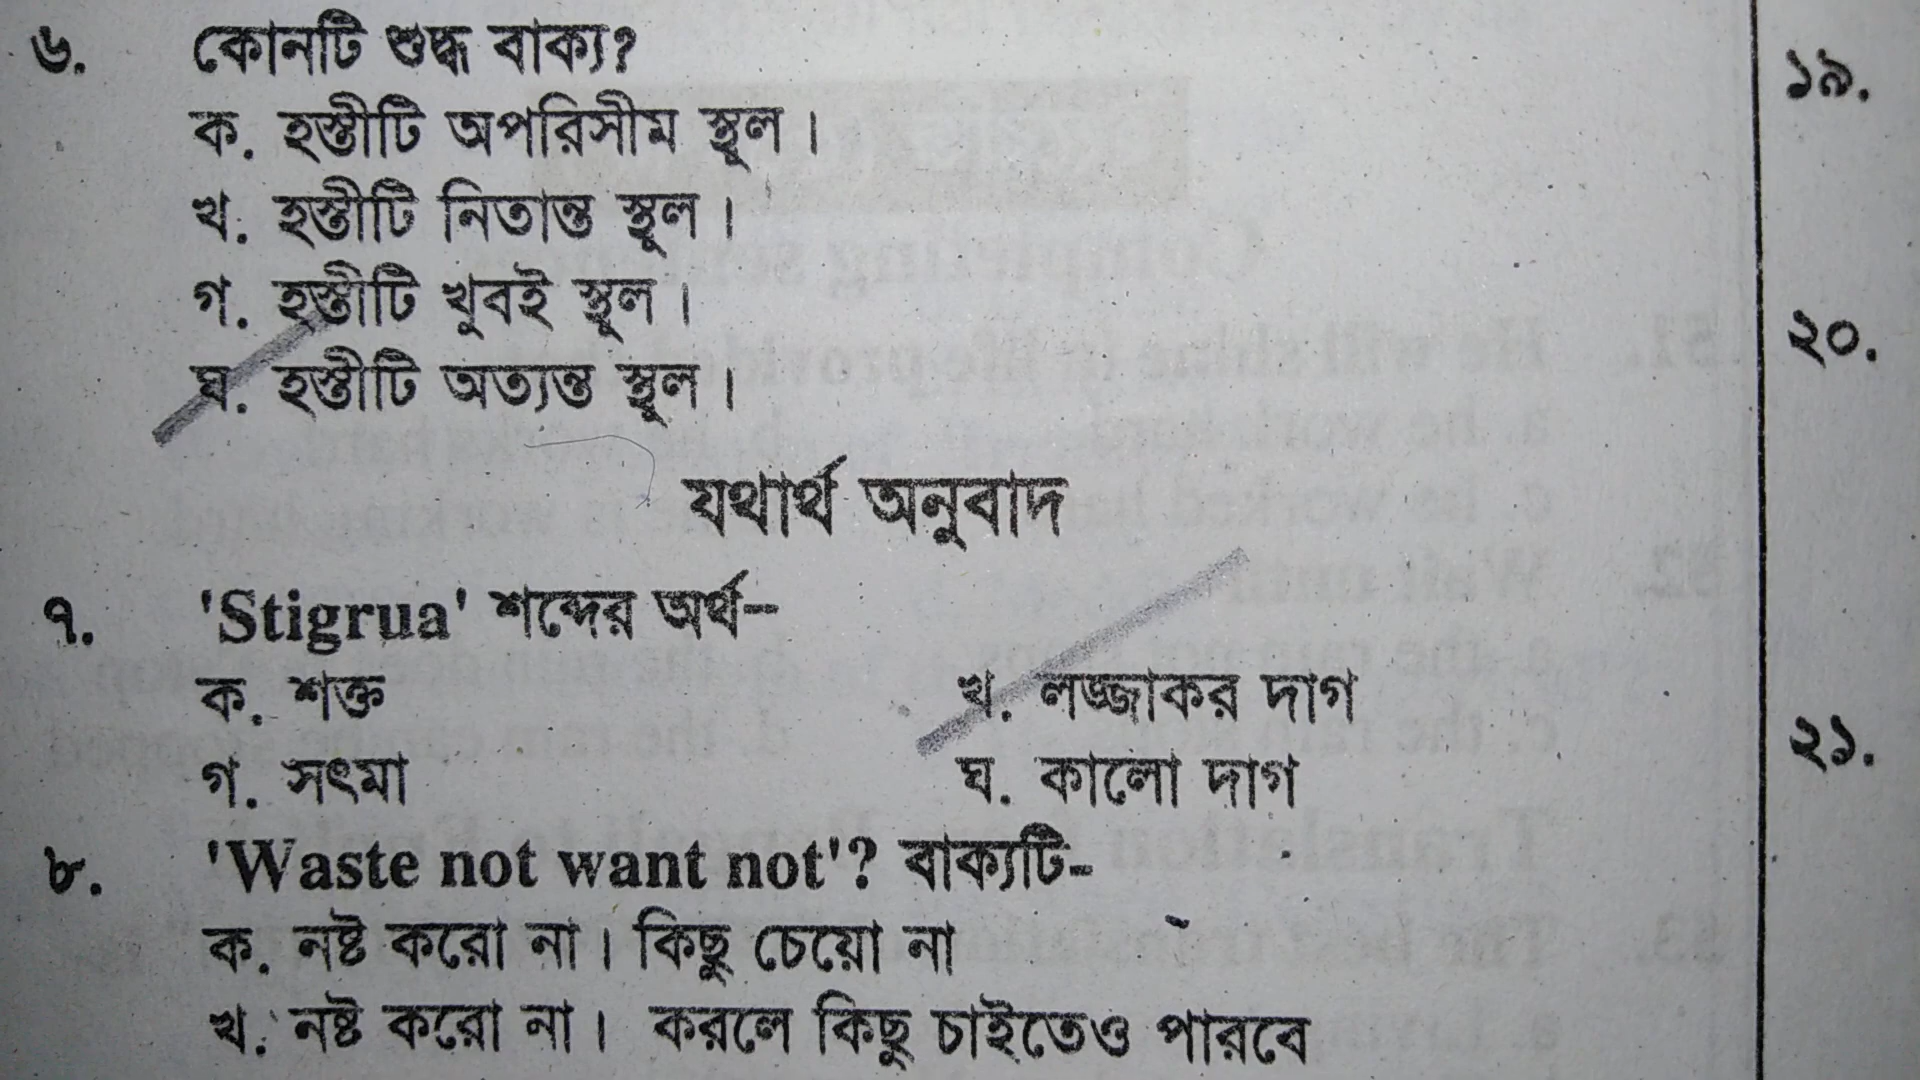 ৬. কোনটি শুদ্ধ বাক্য?
ক. হস্তীটি অপরিসীম স্থূল।
খ. হস্তীটি নিতান্ত স্থূল।
গ. হস্তীটি খুবই স্থূল।
ঘ. হস্তীটি অত্যন্ত স্থূল।
যথার্থ অনুবাদ
৭. 'Stigrua' শব্দের অর্থ--
ক. শক্ত খ. লজ্জাকর দাগ
গ. সৎমা ঘ. কালো দাগ
৮. 'Waste not want not'? বাক্যটি-
ক. নষ্ট করো না। কিছু চেয়ো না
খ. নষ্ট করো না। করলে কিছু চাইতেও পারবে
১৯.
২০.
২১.